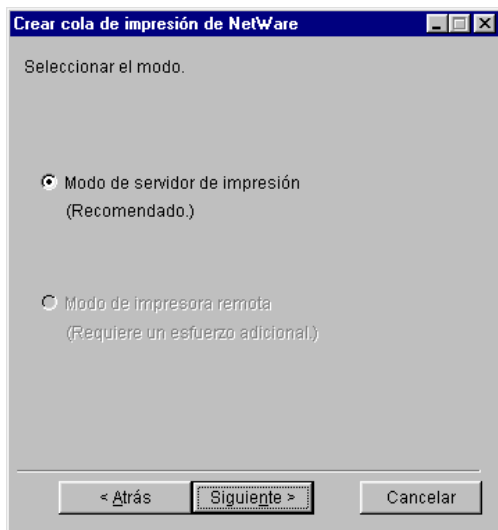 Crear cola de impresión de NetWare
Seleccionar el modo.
Modo de servidor de impresión
(Recomendado.)
Modo de impresora remota
(Requiere un esfuerzo adicional.)
< Atrás
Siguiente >
Cancelar